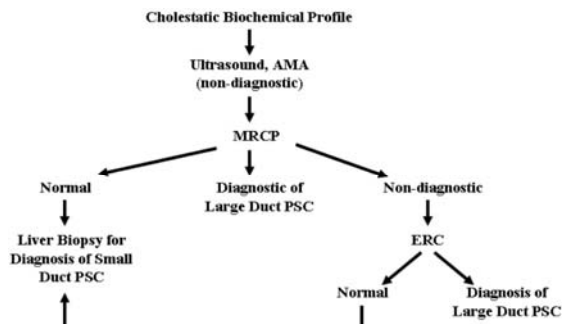 Cholestatic Biochemical Profile
Ultrasound, AMA
(non-diagnostic)
MRCP
Normal
Diagnostic of
Large Duct PSC
Non-diagnostic
Liver Biopsy for
Diagnosis of Small
Duct PSC
ERC
Normal
Diagnosis of
Large Duct PSC